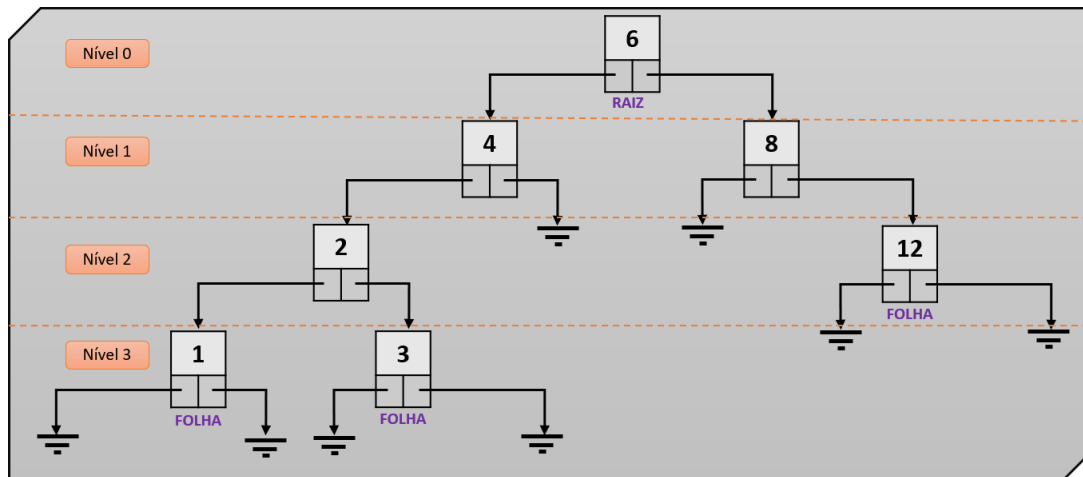 Nível 0
6
RAIZ
Nível 1
4
8
Nível 2
2
12
FOLHA
Nível 3
1
3
FOLHA
FOLHA